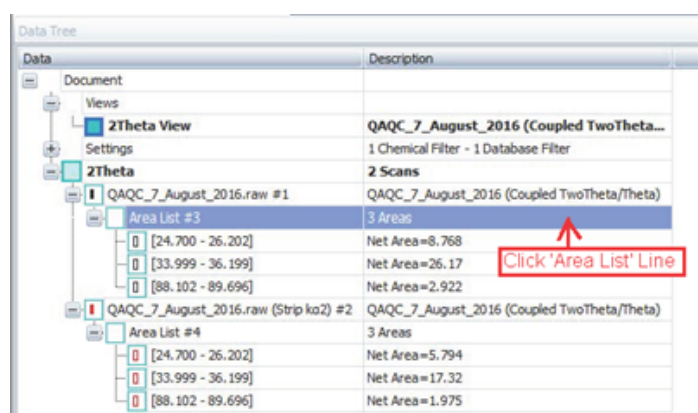 Data Tree
Data Description
Document
Views
2Theta View QAQC_7_August_2016 (Coupled TwoTheta...
Settings 1 Chemical Filter - 1 Database Filter
2Theta 2 Scans
QAQC_7_August_2016.raw #1 QAQC_7_August_2016 (Coupled TwoTheta/Theta)
Area List #3 3 Areas
[24.700 - 26.202] Net Area=8.768
[33.999 - 36.199] Net Area=26.17
Click 'Area List' Line
[88.102 - 89.696] Net Area=2.922
QAQC_7_August_2016.raw (Strip kα2) #2 QAQC_7_August_2016 (Coupled TwoTheta/Theta)
Area List #4 3 Areas
[24.700 - 26.202] Net Area=5.794
[33.999 - 36.199] Net Area=17.32
[88.102 - 89.696] Net Area=1.975